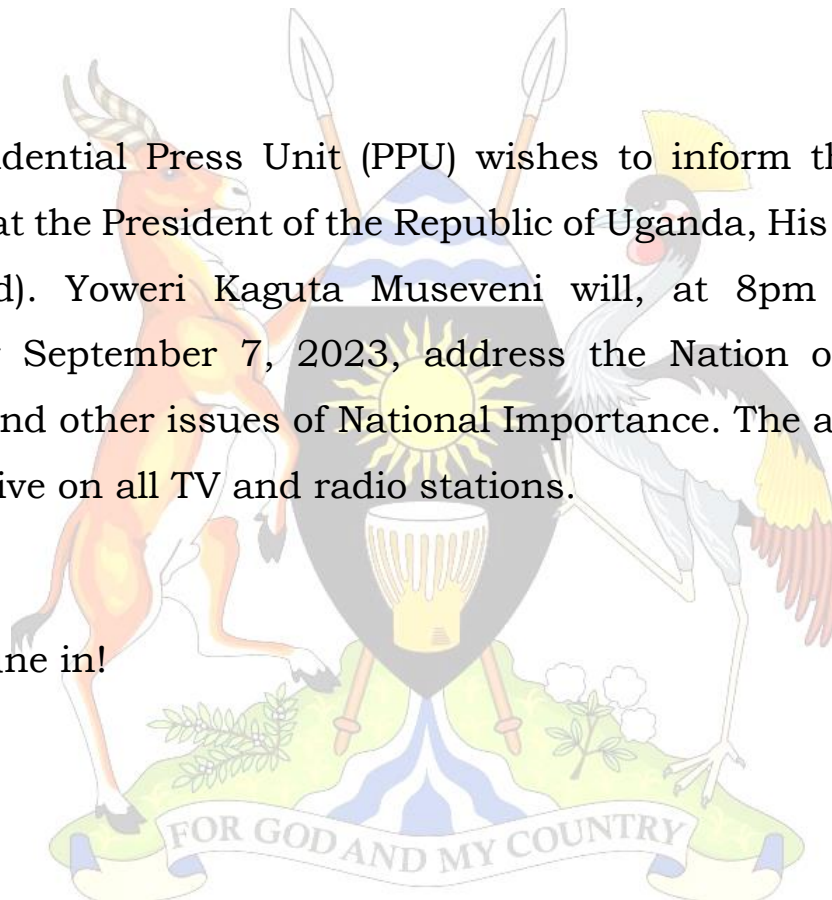 dential Press Unit (PPU) wishes to inform th
at the President of the Republic of Uganda, His
d). Yoweri Kaguta Museveni will, at 8pm
September 7, 2023, address the Nation o
nd other issues of National Importance. The a
ive on all TV and radio stations.
ne in!
FOR GOD AND MY COUNTRY